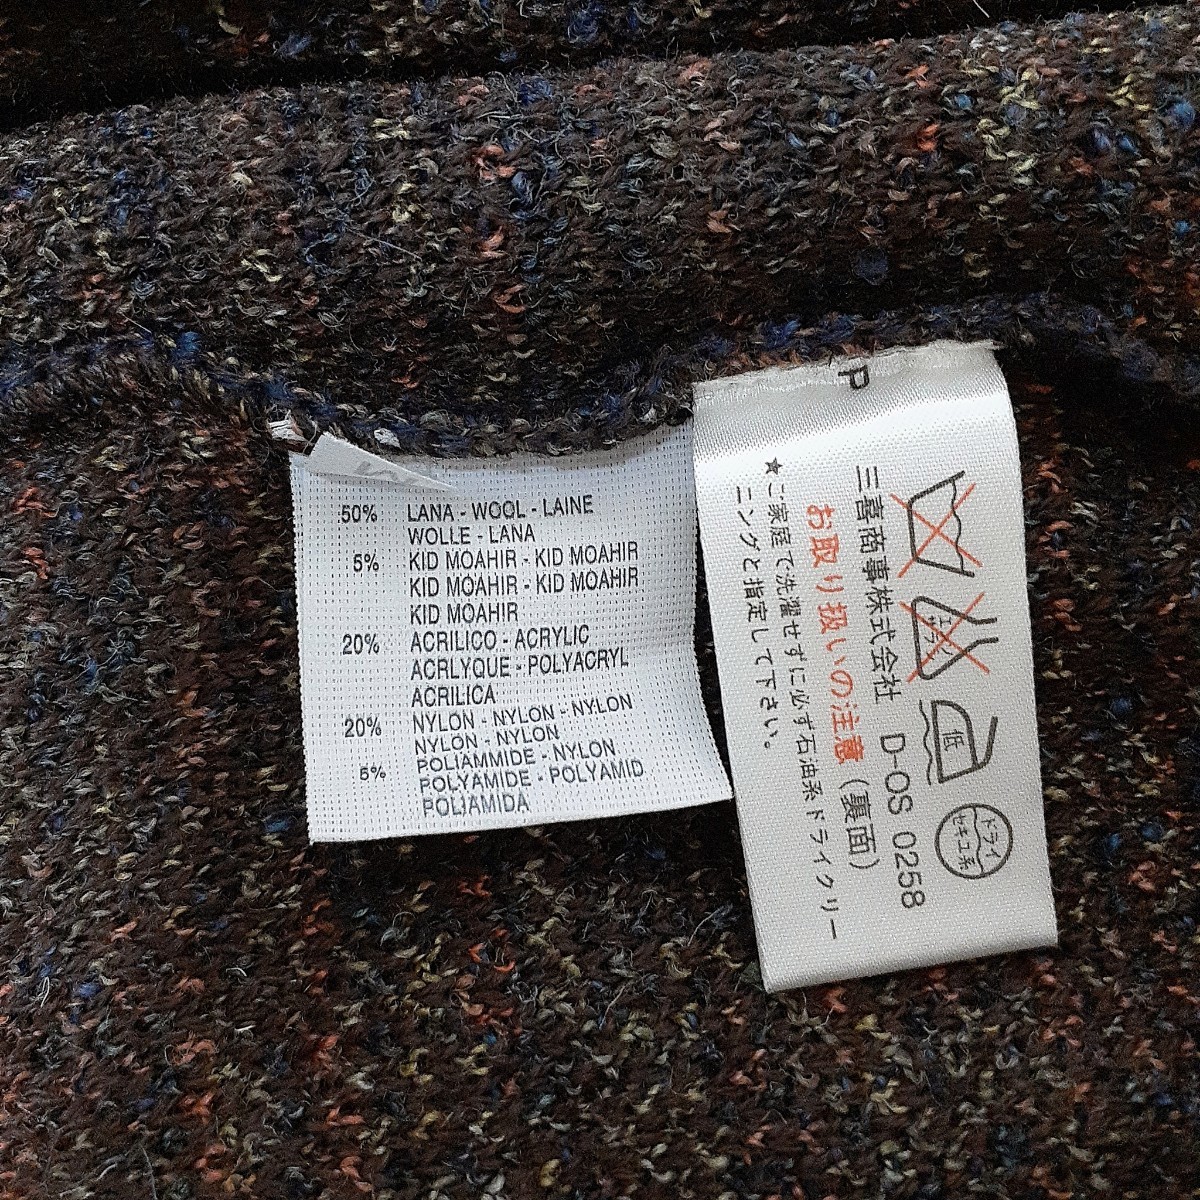 50% LANA - WOOL - LAINE
WOLLE - LANA
5% KID MOAHIR - KID MOAHIR
KID MOAHIR - KID MOAHIR
KID MOAHIR
20% ACRILICO - ACRYLIC
ACRLYQUE - POLYACRYL
ACRILICA
20% NYLON - NYLON - NYLON
NYLON - NYLON
5% POLIAMMIDE - NYLON
POLYAMIDE - POLYAMID
POLIAMIDA
P
エンソサラシ
低
ドライ
セキユ系
三喜商事株式会社 D-OS 0258
お取り扱いの注意（裏面）
★ご家庭で洗濯せずに必ず石油系ドライクリー
ニングと指定して下さい。